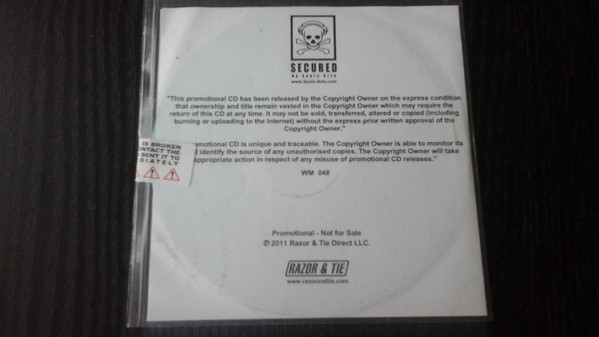 SECURED
by Sonic Arts
www.Sonic-Arts.com
"This promotional CD has been released by the Copyright Owner on the express condition
that ownership and title remain vested in the Copyright Owner which may require the
return of this CD at any time. It may not be sold, transferred, altered or copied (including
burning or uploading to the Internet) without the express prior written approval of the
Copyright Owner."
IS BROKEN
ONTACT THE
SENT IT TO
DIATELY
omotional CD is unique and traceable. The Copyright Owner is able to monitor its
identify the source of any unauthorised copies. The Copyright Owner will take
appropriate action in respect of any misuse of promotional CD releases."
WM 048
Promotional - Not for Sale
℗ 2011 Razor & Tie Direct LLC.
RAZOR & TIE
www.razorandtie.com